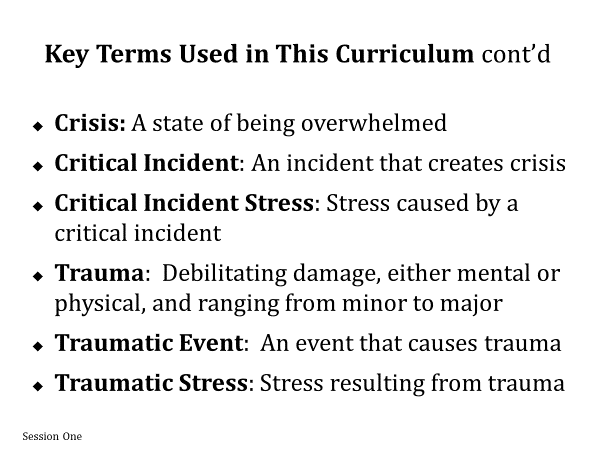 Key Terms Used in This Curriculum cont’d
◆ Crisis: A state of being overwhelmed
◆ Critical Incident: An incident that creates crisis
◆ Critical Incident Stress: Stress caused by a
critical incident
◆ Trauma:  Debilitating damage, either mental or
physical, and ranging from minor to major
◆ Traumatic Event:  An event that causes trauma
◆ Traumatic Stress: Stress resulting from trauma
Session One